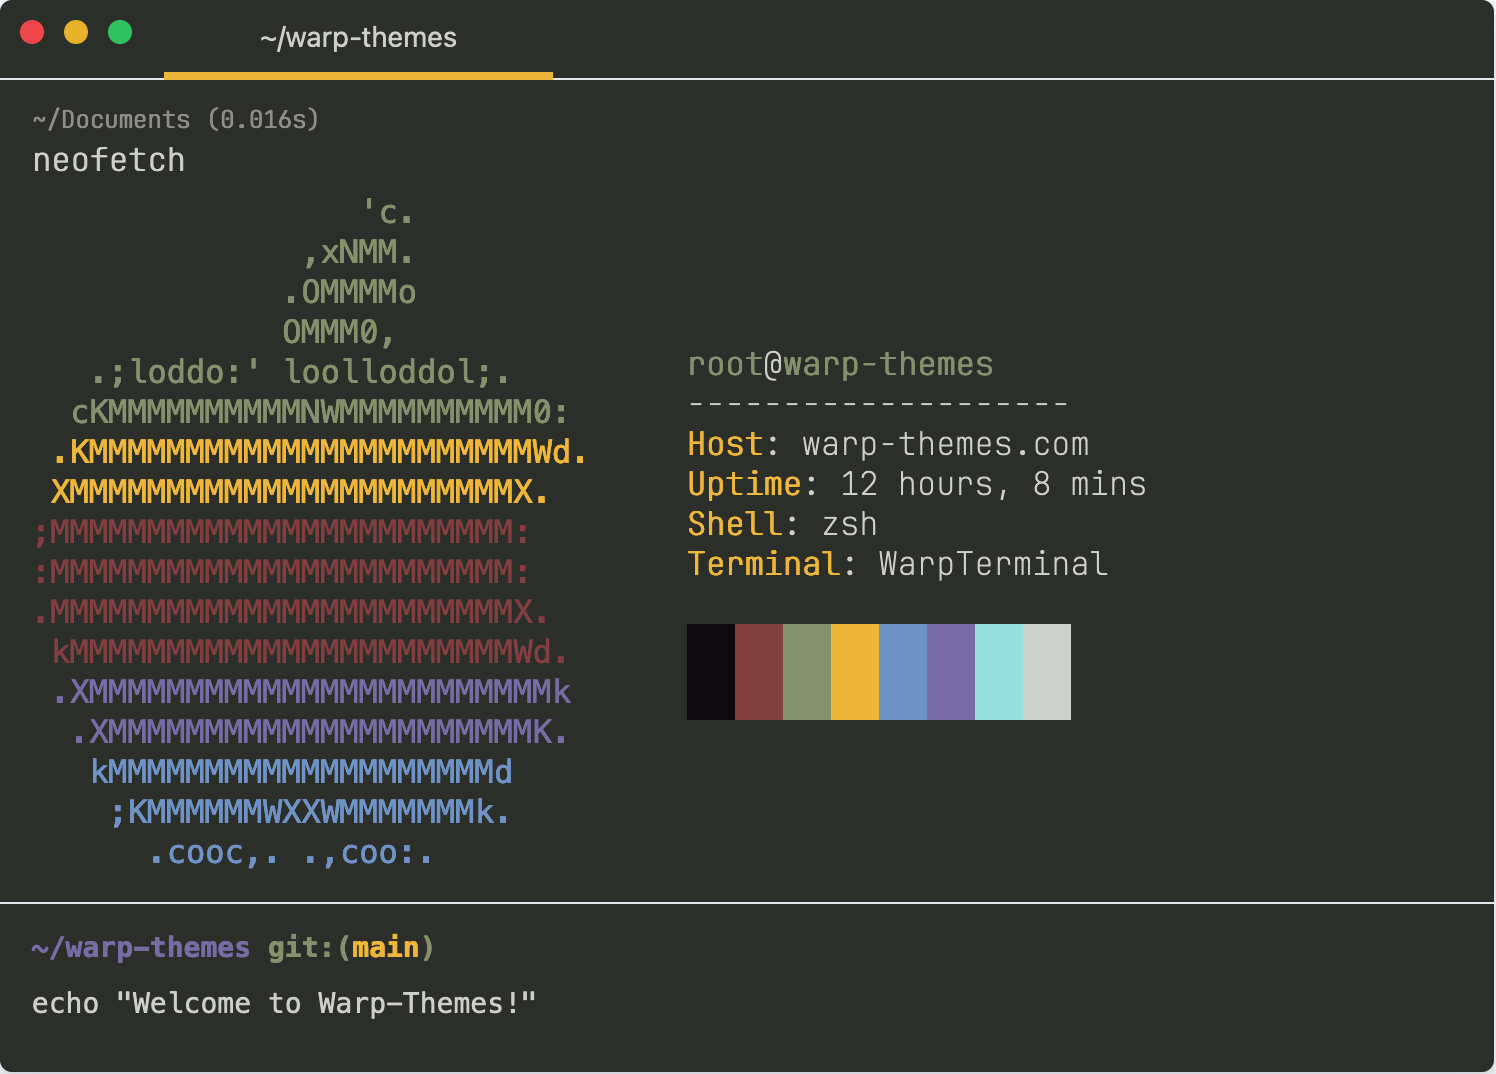 ~/warp-themes
~/Documents (0.016s)
neofetch
'c.
,xNMM.
.OMMMMo
OMMM0,
.;loddo:' loolloddol;.
cKMMMMMMMMMMNWMMMMMMMMMM0:
.KMMMMMMMMMMMMMMMMMMMMMMMWd.
XMMMMMMMMMMMMMMMMMMMMMMMX.
;MMMMMMMMMMMMMMMMMMMMMMMM:
:MMMMMMMMMMMMMMMMMMMMMMMM:
.MMMMMMMMMMMMMMMMMMMMMMMMX.
kMMMMMMMMMMMMMMMMMMMMMMMWd.
.XMMMMMMMMMMMMMMMMMMMMMMMMk
.XMMMMMMMMMMMMMMMMMMMMMMK.
kMMMMMMMMMMMMMMMMMMMMd
;KMMMMMMWXXWMMMMMMMk.
.cooc,. .,coo:.
root@warp-themes
--------------------
Host: warp-themes.com
Uptime: 12 hours, 8 mins
Shell: zsh
Terminal: WarpTerminal
~/warp-themes git:(main)
echo "Welcome to Warp-Themes!"